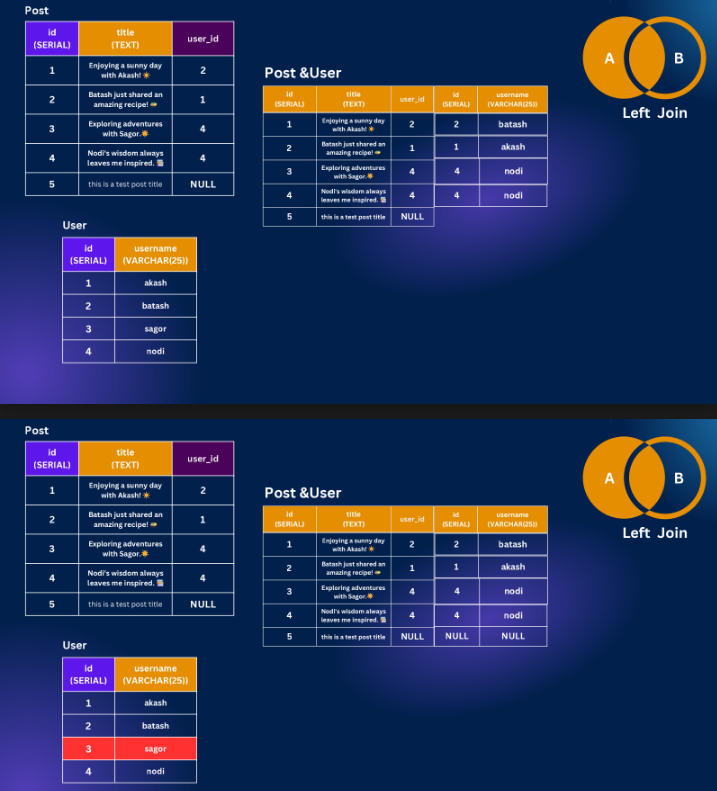 Post
id title user_id
(SERIAL) (TEXT)
1 Enjoying a sunny day with Akash! ☀️ 2
2 Batash just shared an amazing recipe! 1
3 Exploring adventures with Sagor. 4
4 Nodi's wisdom always leaves me inspired. 4
5 this is a test post title NULL
User
id username
(SERIAL) (VARCHAR(25))
1 akash
2 batash
3 sagor
4 nodi
Post &User
id title user_id id username
(SERIAL) (TEXT) (SERIAL) (VARCHAR(25))
1 Enjoying a sunny day with Akash! ☀️ 2 2 batash
2 Batash just shared an amazing recipe! 1 1 akash
3 Exploring adventures with Sagor. 4 4 nodi
4 Nodi's wisdom always leaves me inspired. 4 4 nodi
5 this is a test post title NULL
A B
Left Join
Post
id title user_id
(SERIAL) (TEXT)
1 Enjoying a sunny day with Akash! ☀️ 2
2 Batash just shared an amazing recipe! 1
3 Exploring adventures with Sagor. 4
4 Nodi's wisdom always leaves me inspired. 4
5 this is a test post title NULL
User
id username
(SERIAL) (VARCHAR(25))
1 akash
2 batash
3 sagor
4 nodi
Post &User
id title user_id id username
(SERIAL) (TEXT) (SERIAL) (VARCHAR(25))
1 Enjoying a sunny day with Akash! ☀️ 2 2 batash
2 Batash just shared an amazing recipe! 1 1 akash
3 Exploring adventures with Sagor. 4 4 nodi
4 Nodi's wisdom always leaves me inspired. 4 4 nodi
5 this is a test post title NULL NULL NULL
A B
Left Join